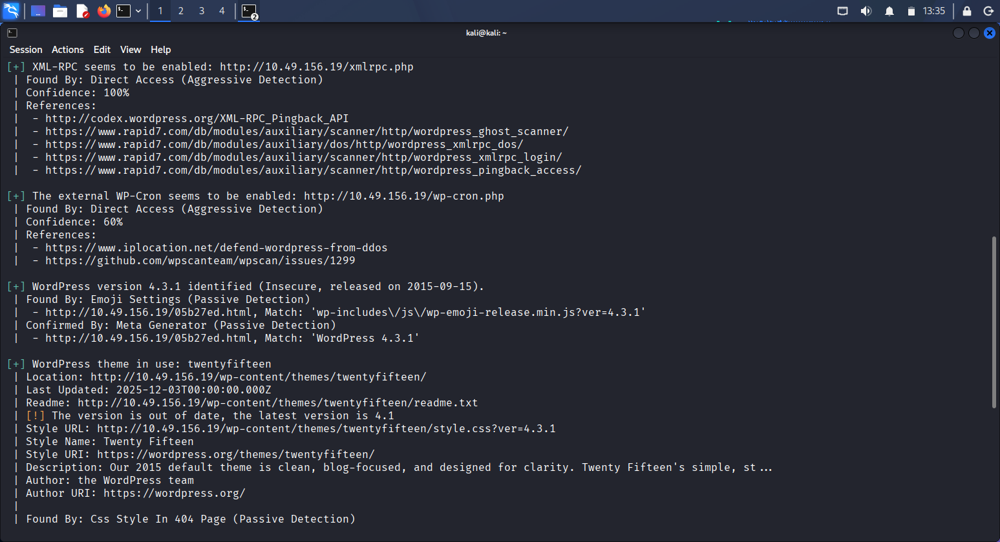 1 2 3 4 2 13:35
kali@kali: ~
Session Actions Edit View Help
[+] XML-RPC seems to be enabled: http://10.49.156.19/xmlrpc.php
| Found By: Direct Access (Aggressive Detection)
| Confidence: 100%
| References:
| - http://codex.wordpress.org/XML-RPC_Pingback_API
| - https://www.rapid7.com/db/modules/auxiliary/scanner/http/wordpress_ghost_scanner/
| - https://www.rapid7.com/db/modules/auxiliary/dos/http/wordpress_xmlrpc_dos/
| - https://www.rapid7.com/db/modules/auxiliary/scanner/http/wordpress_xmlrpc_login/
| - https://www.rapid7.com/db/modules/auxiliary/scanner/http/wordpress_pingback_access/
[+] The external WP-Cron seems to be enabled: http://10.49.156.19/wp-cron.php
| Found By: Direct Access (Aggressive Detection)
| Confidence: 60%
| References:
| - https://www.iplocation.net/defend-wordpress-from-ddos
| - https://github.com/wpscanteam/wpscan/issues/1299
[+] WordPress version 4.3.1 identified (Insecure, released on 2015-09-15).
| Found By: Emoji Settings (Passive Detection)
| - http://10.49.156.19/05b27ed.html, Match: 'wp-includes\/js\/wp-emoji-release.min.js?ver=4.3.1'
| Confirmed By: Meta Generator (Passive Detection)
| - http://10.49.156.19/05b27ed.html, Match: 'WordPress 4.3.1'
[+] WordPress theme in use: twentyfifteen
| Location: http://10.49.156.19/wp-content/themes/twentyfifteen/
| Last Updated: 2025-12-03T00:00:00.000Z
| Readme: http://10.49.156.19/wp-content/themes/twentyfifteen/readme.txt
| [!] The version is out of date, the latest version is 4.1
| Style URL: http://10.49.156.19/wp-content/themes/twentyfifteen/style.css?ver=4.3.1
| Style Name: Twenty Fifteen
| Style URI: https://wordpress.org/themes/twentyfifteen/
| Description: Our 2015 default theme is clean, blog-focused, and designed for clarity. Twenty Fifteen's simple, st...
| Author: the WordPress team
| Author URI: https://wordpress.org/
|
| Found By: Css Style In 404 Page (Passive Detection)